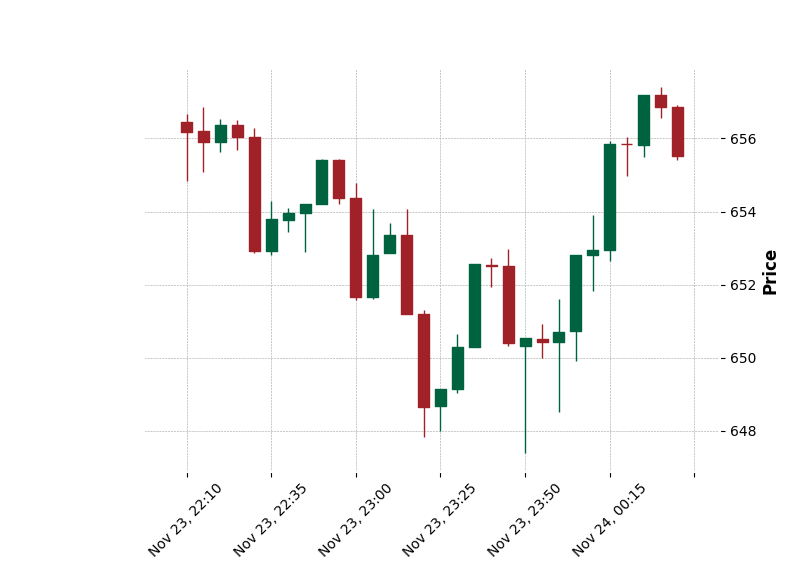 656
654
652
650
648
Price
Nov 23, 22:10
Nov 23, 22:35
Nov 23, 23:00
Nov 23, 23:25
Nov 23, 23:50
Nov 24, 00:15